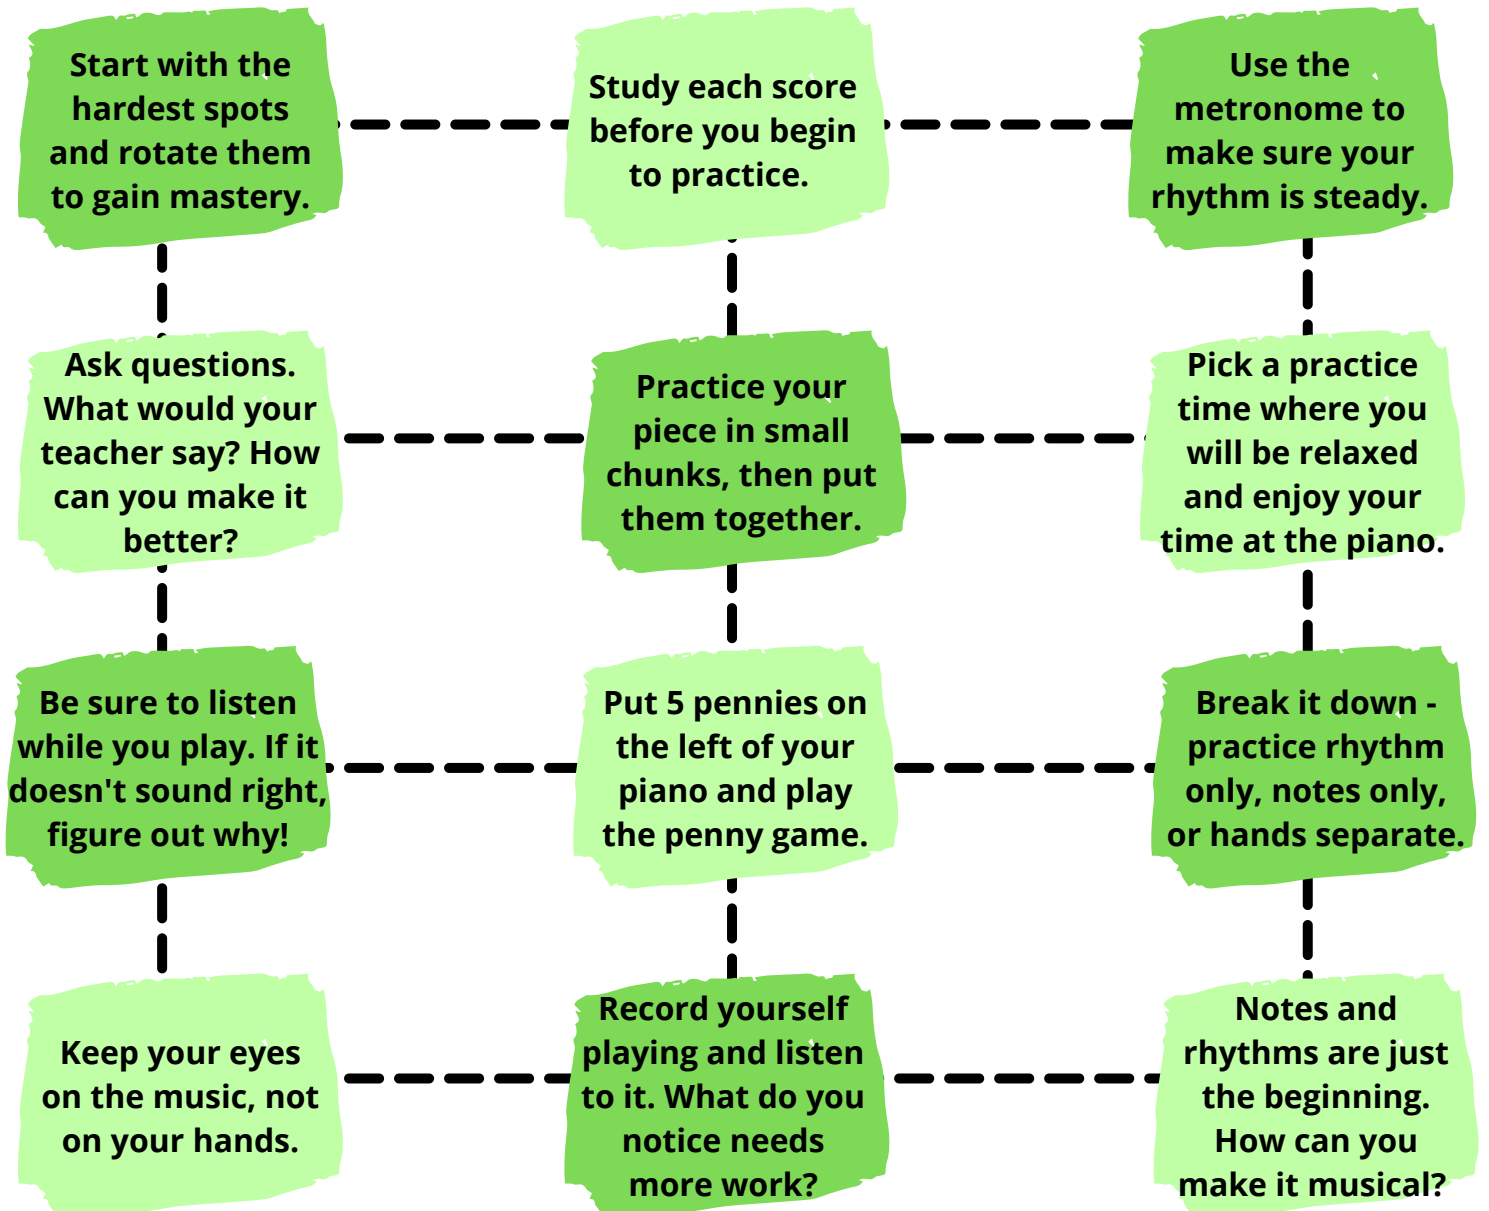 Start with the
hardest spots
and rotate them
to gain mastery.
Study each score
before you begin
to practice.
Use the
metronome to
make sure your
rhythm is steady.
Ask questions.
What would your
teacher say? How
can you make it
better?
Practice your
piece in small
chunks, then put
them together.
Pick a practice
time where you
will be relaxed
and enjoy your
time at the piano.
Be sure to listen
while you play. If it
doesn't sound right,
figure out why!
Put 5 pennies on
the left of your
piano and play
the penny game.
Break it down -
practice rhythm
only, notes only,
or hands separate.
Keep your eyes
on the music, not
on your hands.
Record yourself
playing and listen
to it. What do you
notice needs
more work?
Notes and
rhythms are just
the beginning.
How can you
make it musical?